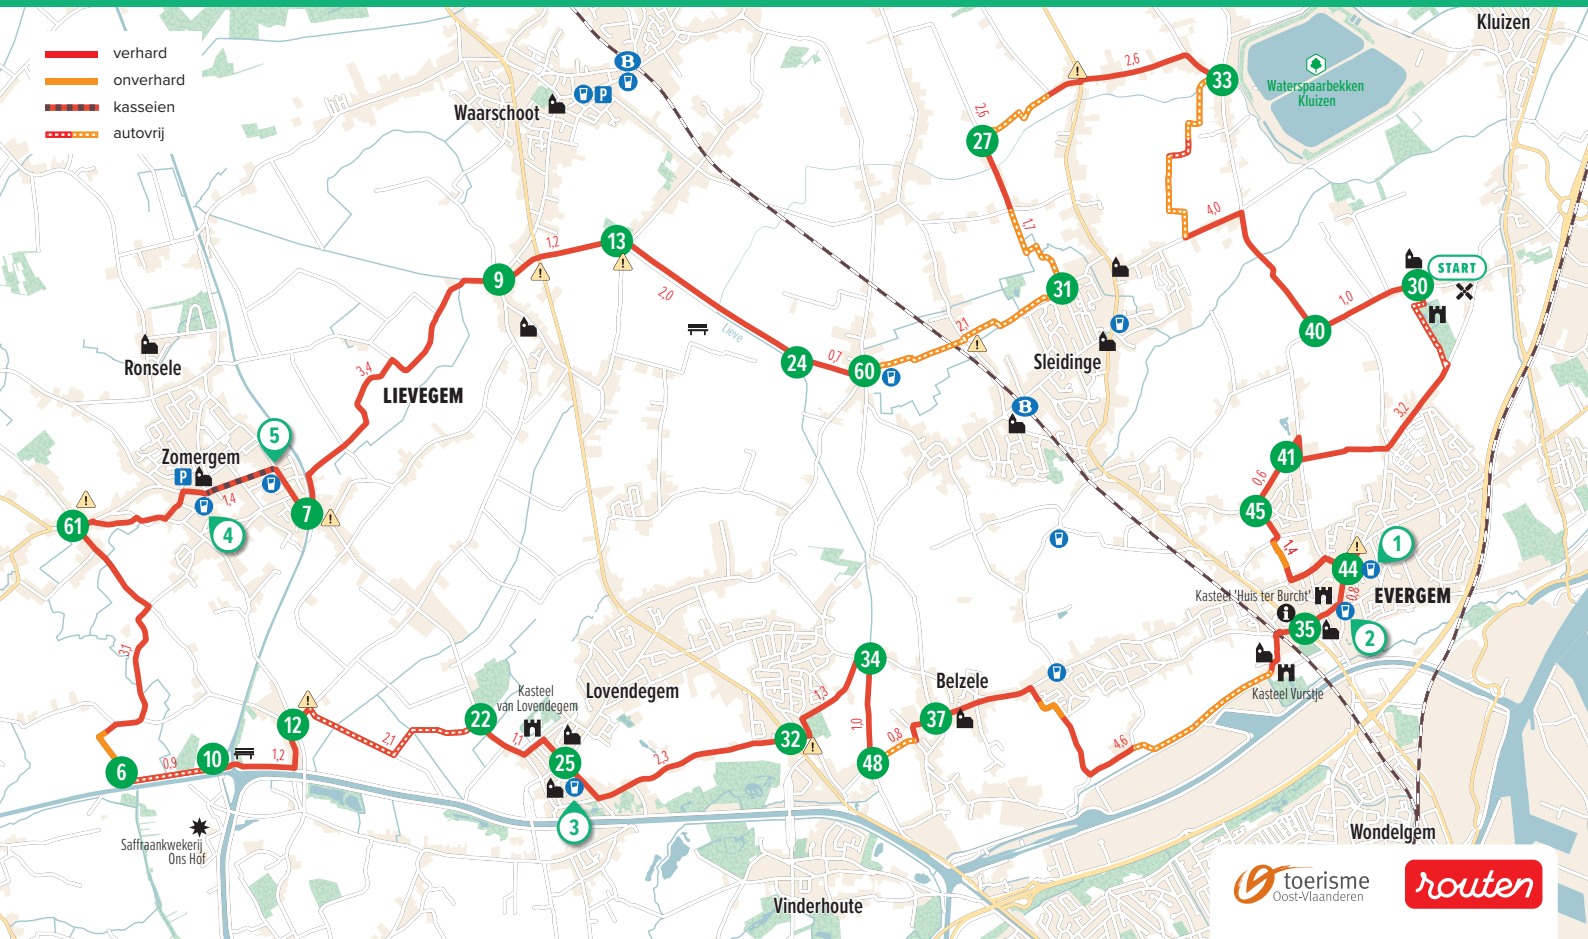 verhard
onverhard
kasseien
autovrij
Kluizen
B
P
Waarschoot
2,6
33
Waterspaarbekken
Kluizen
2,6
27
4,0
1,7
1,2
13
9
2,0
Lieve
31
START
30
1,0
40
2,1
Sleidinge
24
0,7
60
Ronsele
3,4
LIEVEGEM
B
3,2
5
Zomergem
P
1,4
41
0,6
45
61
7
4
1,4
1
44
EVERGEM
0,8
Kasteel 'Huis ter Burcht'
i
35
2
3,1
34
Belzele
Kasteel Vurstje
Lovendegem
Kasteel
van Lovendegem
12
22
2,1
1,1
1,3
1,0
37
0,8
32
4,6
6
0,9
10
1,2
25
2,3
48
3
Saffraankwekerij
Ons Hof
Wondelgem
Vinderhoute
toerisme
Oost-Vlaanderen
routen